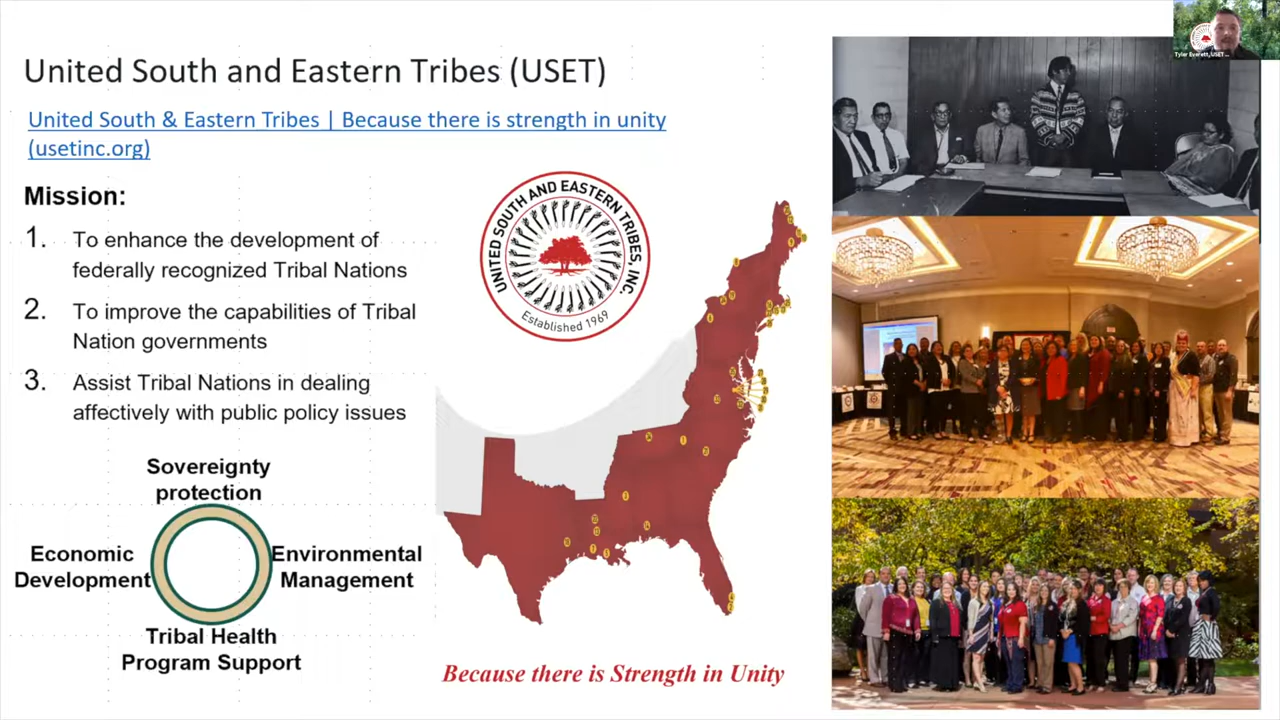 United South and Eastern Tribes (USET)
United South & Eastern Tribes | Because there is strength in unity
(usetinc.org)
Mission:
1. To enhance the development of
federally recognized Tribal Nations
2. To improve the capabilities of Tribal
Nation governments
3. Assist Tribal Nations in dealing
affectively with public policy issues
Sovereignty
protection
Economic
Development
Environmental
Management
Tribal Health
Program Support
UNITED SOUTH AND EASTERN TRIBES, INC.
Established 1969
Because there is Strength in Unity
Tyler Everett, USET ...